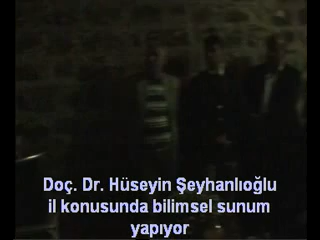 Doç. Dr. Hüseyin Şeyhanlıoğlu
il konusunda bilimsel sunum
yapıyor